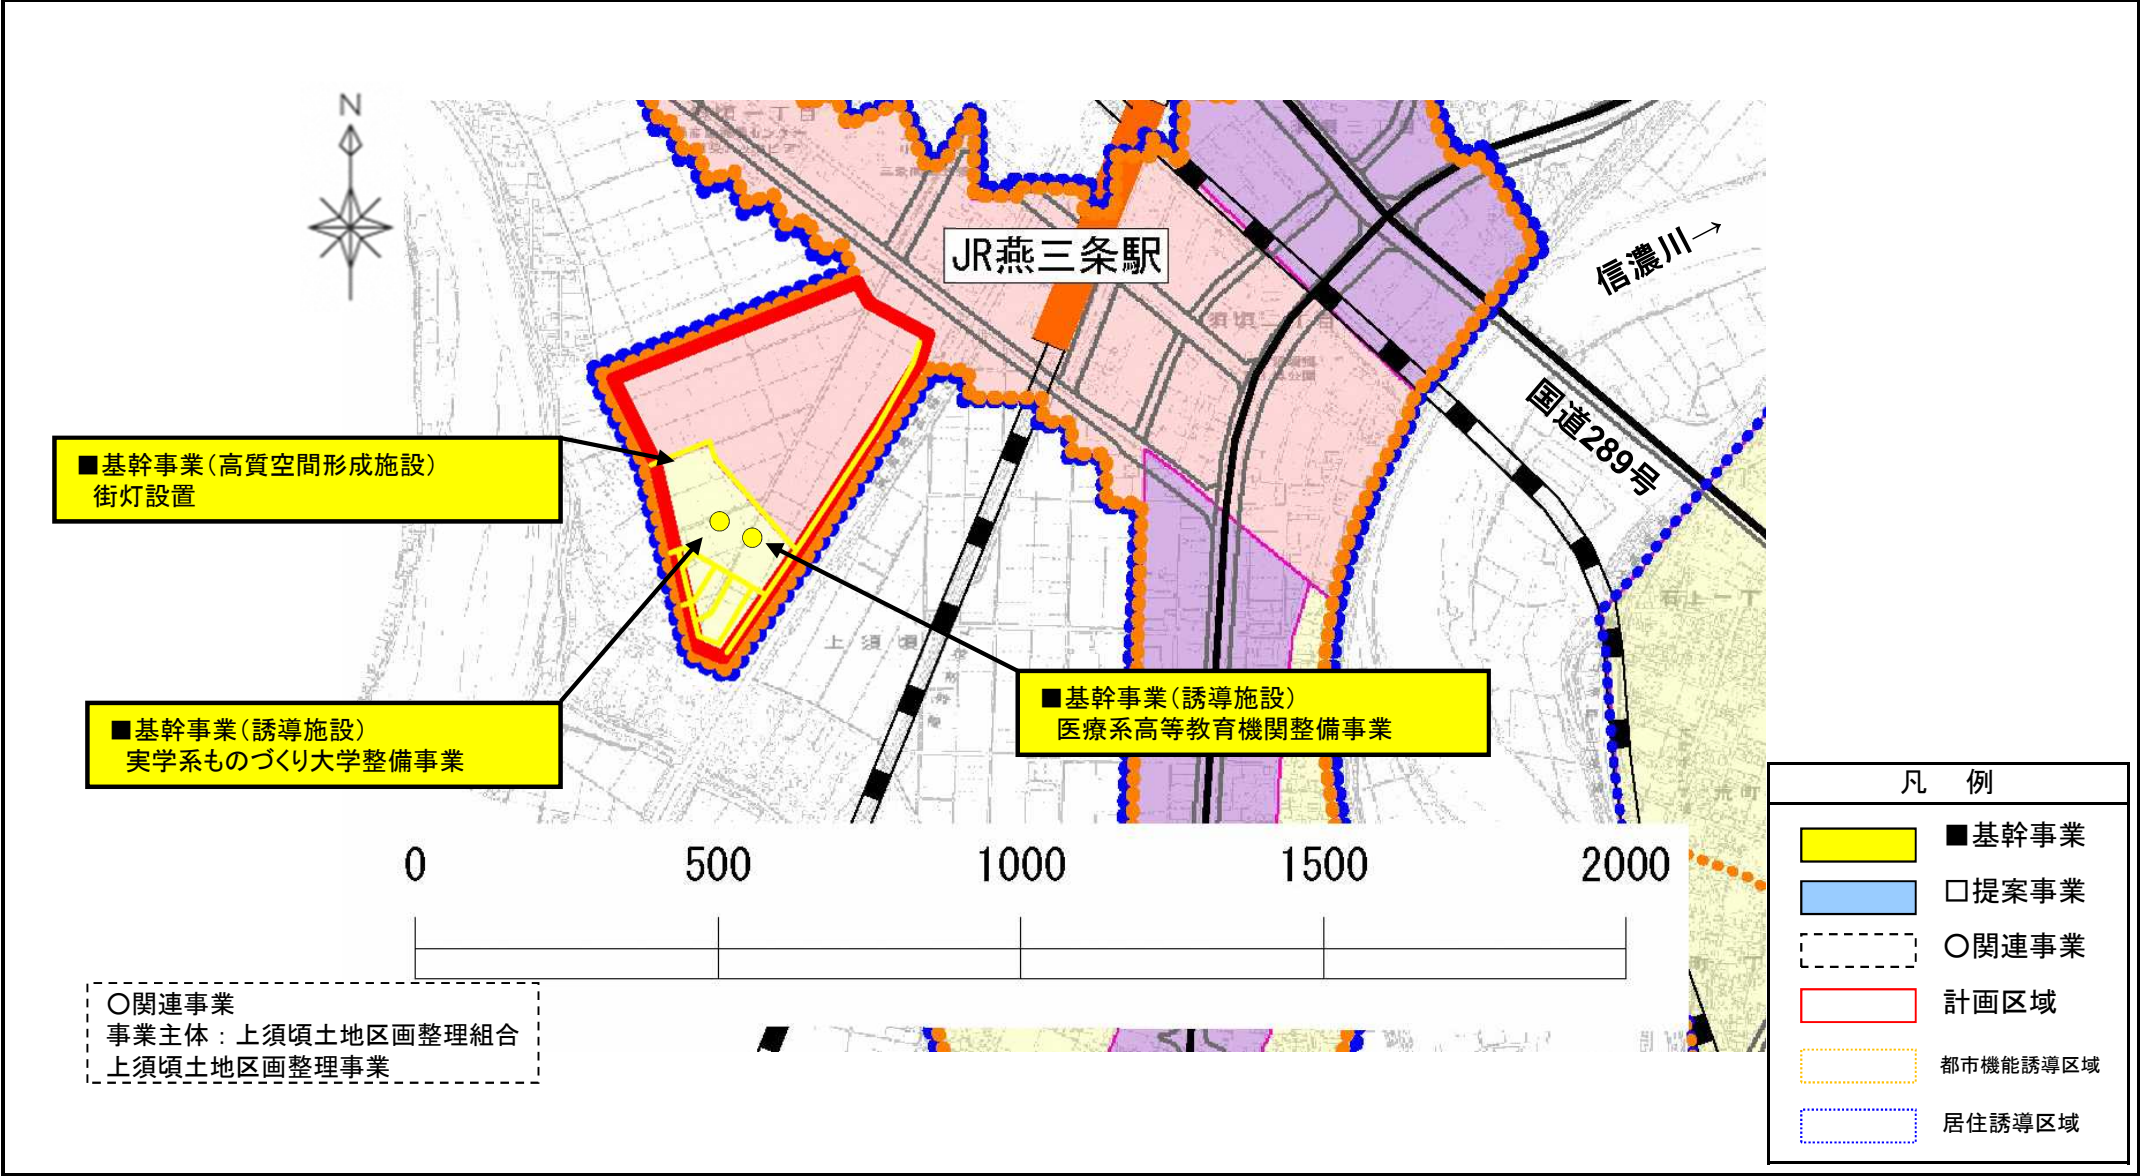 N
JR燕三条駅
信濃川→
国道289号
■基幹事業(高質空間形成施設)
街灯設置
上須頃
■基幹事業(誘導施設)
医療系高等教育機関整備事業
■基幹事業(誘導施設)
実学系ものづくり大学整備事業
0 500 1000 1500 2000
○関連事業
事業主体:上須頃土地区画整理組合
上須頃土地区画整理事業
凡 例
■基幹事業
□提案事業
○関連事業
計画区域
都市機能誘導区域
居住誘導区域